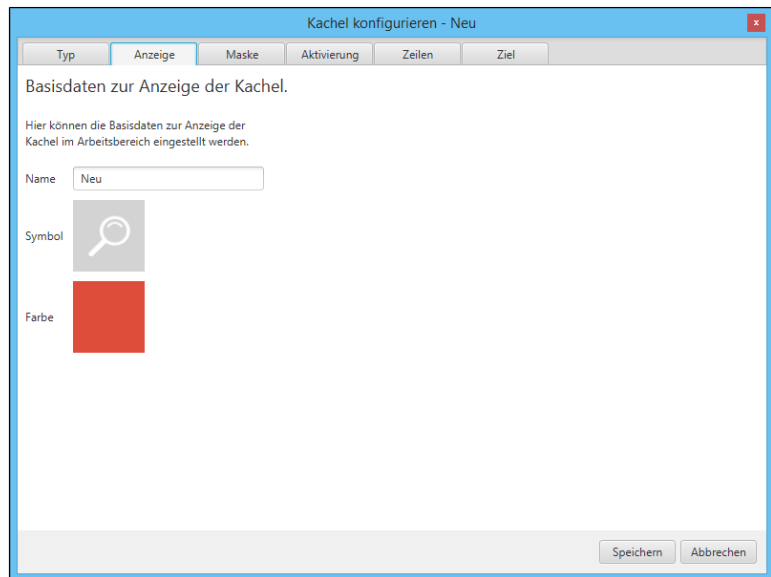 Kachel konfigurieren - Neu
x
Typ Anzeige Maske Aktivierung Zeilen Ziel
Basisdaten zur Anzeige der Kachel.
Hier können die Basisdaten zur Anzeige der
Kachel im Arbeitsbereich eingestellt werden.
Name Neu
Symbol
Farbe
Speichern Abbrechen